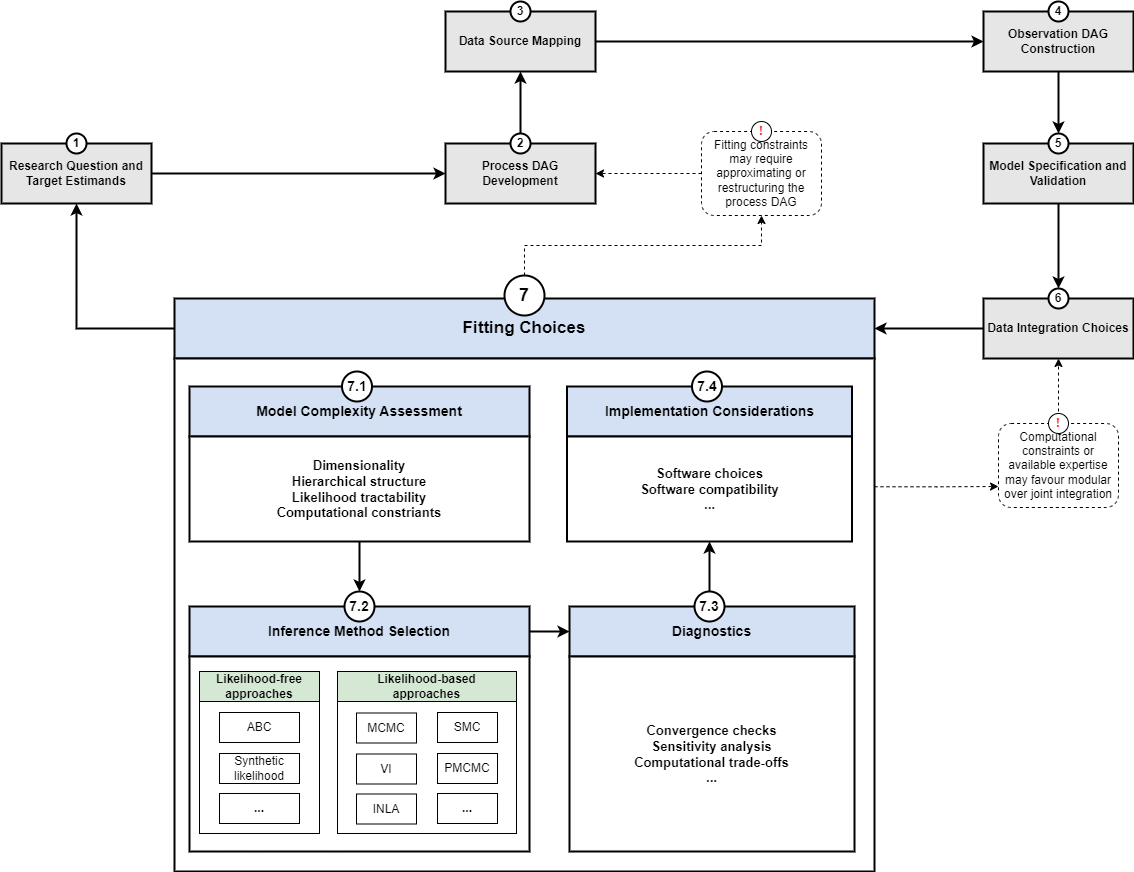 3
Data Source Mapping
4
Observation DAG
Construction
1
Research Question and
Target Estimands
2
Process DAG
Development
!
Fitting constraints
may require
approximating or
restructuring the
process DAG
5
Model Specification and
Validation
7
Fitting Choices
6
Data Integration Choices
!
Computational
constraints or
available expertise
may favour modular
over joint integration
7.1
Model Complexity Assessment
Dimensionality
Hierarchical structure
Likelihood tractability
Computational constriants
7.4
Implementation Considerations
Software choices
Software compatibility
...
7.2
Inference Method Selection
Likelihood-free
approaches
ABC
Synthetic
likelihood
...
Likelihood-based
approaches
MCMC
SMC
VI
PMCMC
INLA
...
7.3
Diagnostics
Convergence checks
Sensitivity analysis
Computational trade-offs
...